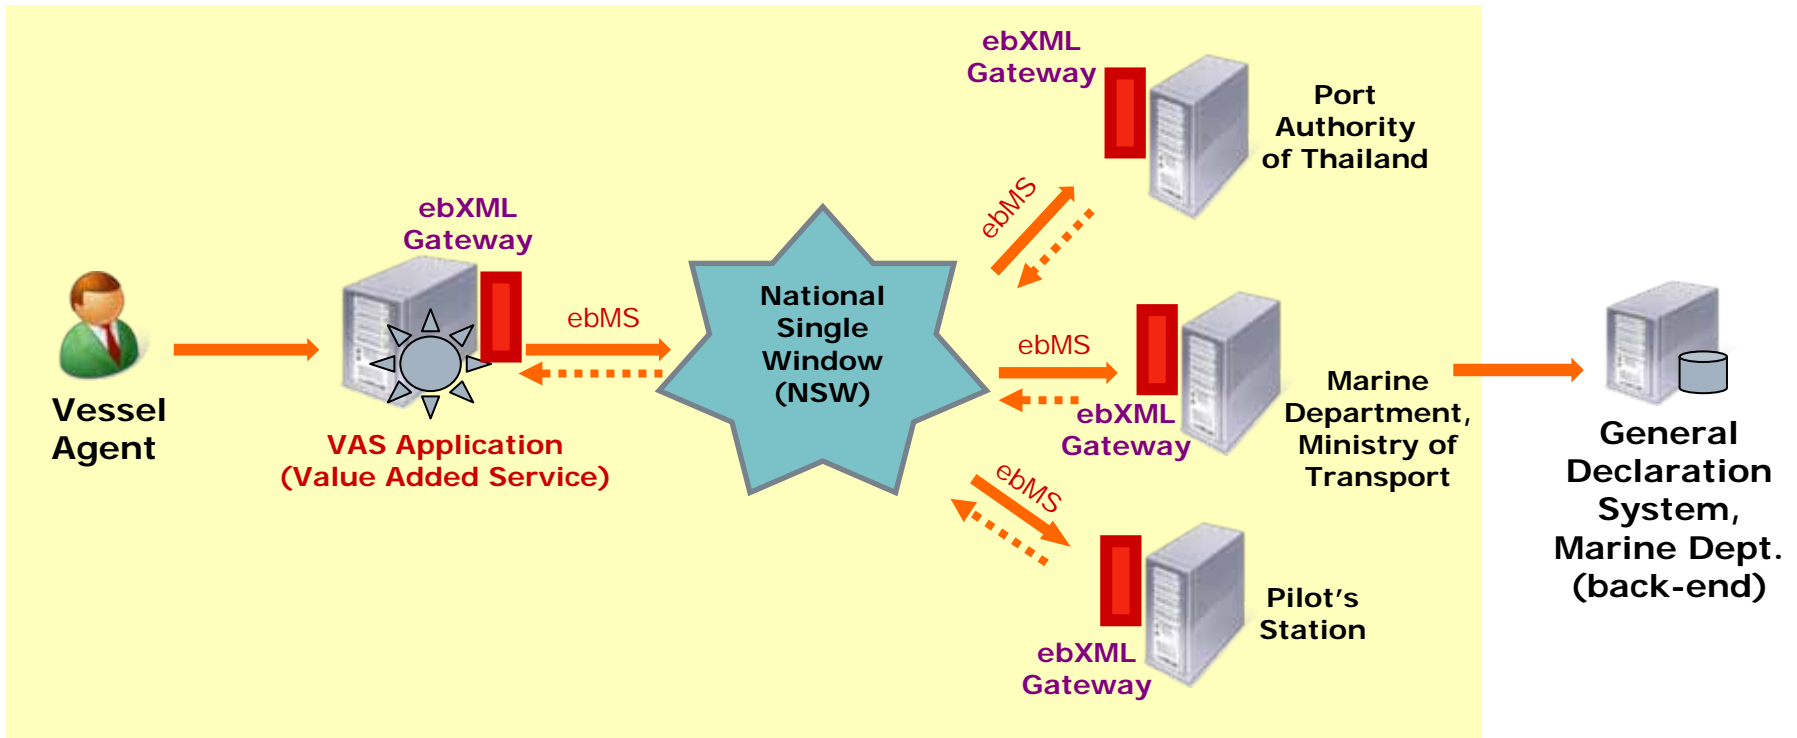 Vessel
Agent
ebXML
Gateway
VAS Application
(Value Added Service)
ebMS
National
Single
Window
(NSW)
ebXML
Gateway
Port
Authority
of Thailand
ebMS
ebMS
ebXML
Gateway
Marine
Department,
Ministry of
Transport
ebMS
ebXML
Gateway
Pilot's
Station
General
Declaration
System,
Marine Dept.
(back-end)